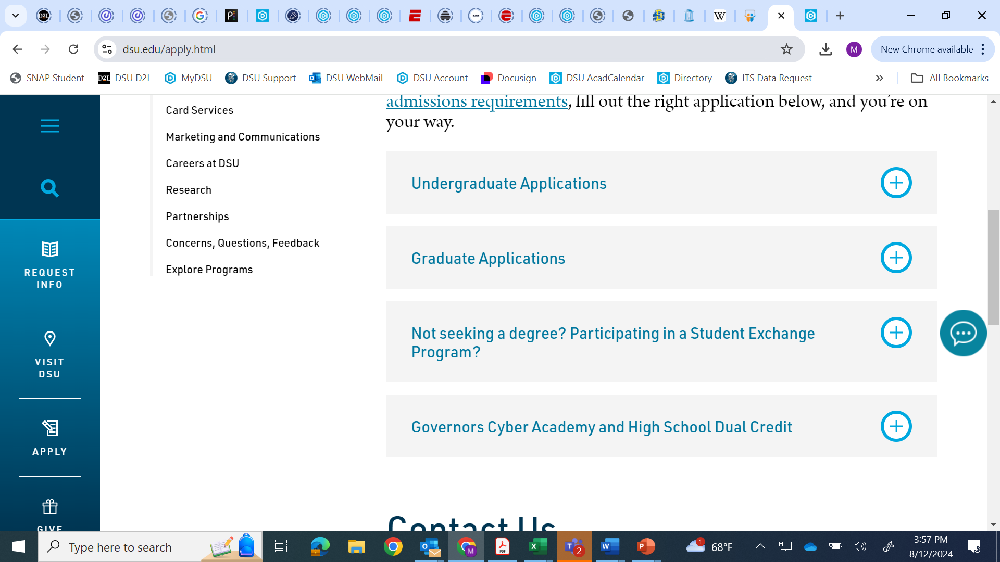 dsu.edu/apply.html
M
New Chrome available
SNAP Student
D2L DSU D2L
MyDSU
DSU Support
DSU WebMail
DSU Account
Docusign
DSU AcadCalendar
Directory
ITS Data Request
All Bookmarks
admissions requirements, fill out the right application below, and you’re on
your way.
Card Services
Marketing and Communications
Careers at DSU
Research
Partnerships
Concerns, Questions, Feedback
Explore Programs
REQUEST
INFO
VISIT
DSU
APPLY
GIVE
Undergraduate Applications
Graduate Applications
Not seeking a degree? Participating in a Student Exchange
Program?
Governors Cyber Academy and High School Dual Credit
Contact Us
Type here to search
1
68°F
2
3:57 PM
8/12/2024